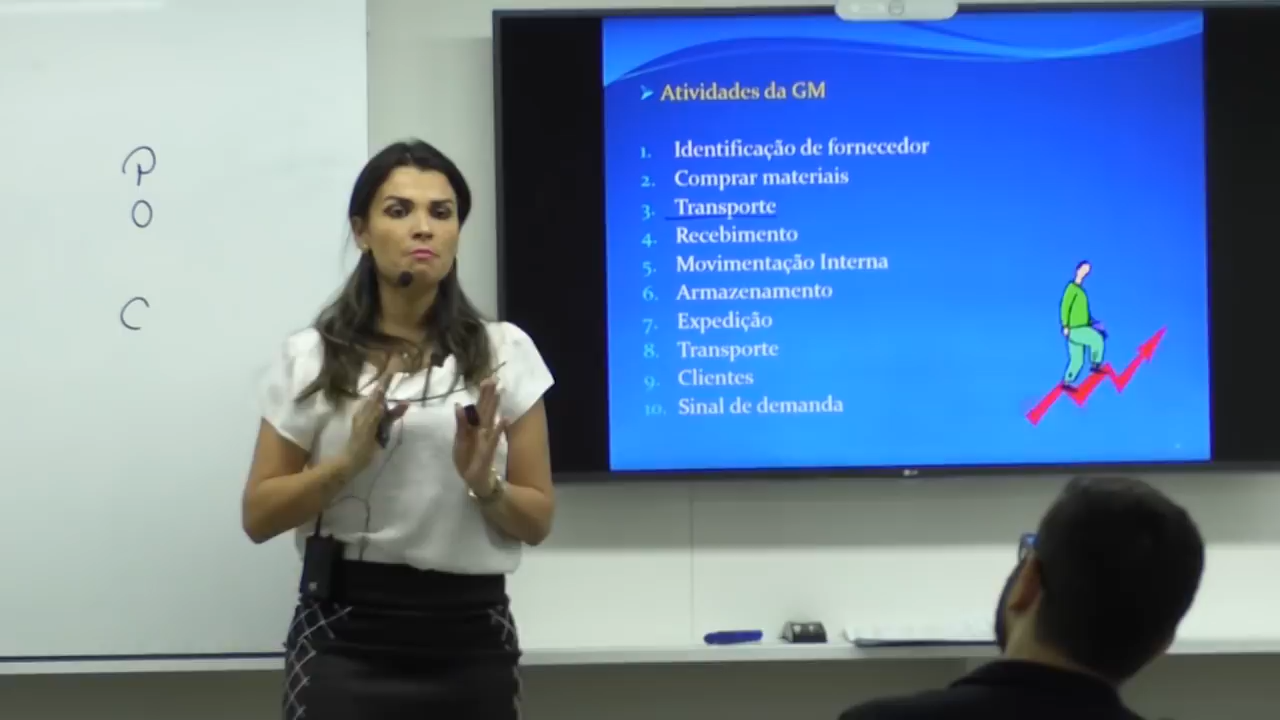 P
O
C
➤ Atividades da GM
1. Identificação de fornecedor
2. Comprar materiais
3. Transporte
4. Recebimento
5. Movimentação Interna
6. Armazenamento
7. Expedição
8. Transporte
9. Clientes
10. Sinal de demanda
LG